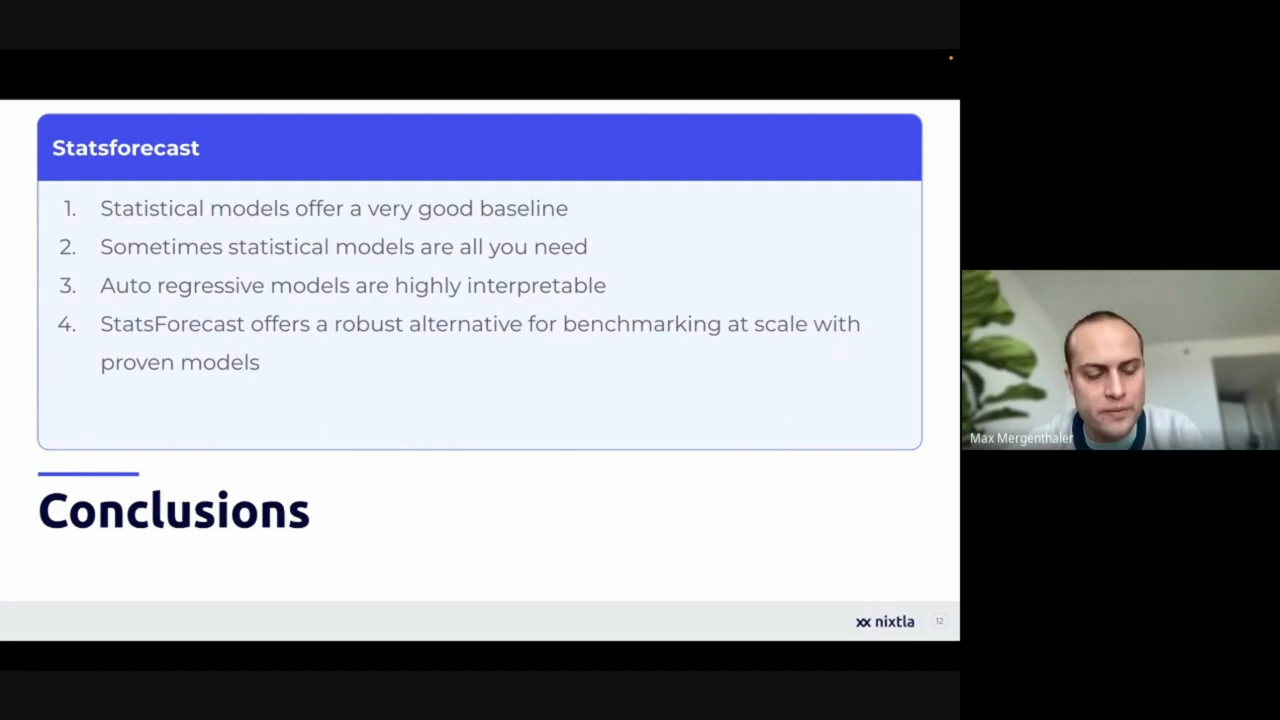 Statsforecast
1. Statistical models offer a very good baseline
2. Sometimes statistical models are all you need
3. Auto regressive models are highly interpretable
4. StatsForecast offers a robust alternative for benchmarking at scale with
proven models
Conclusions
nixtla
12
Max Mergenthaler